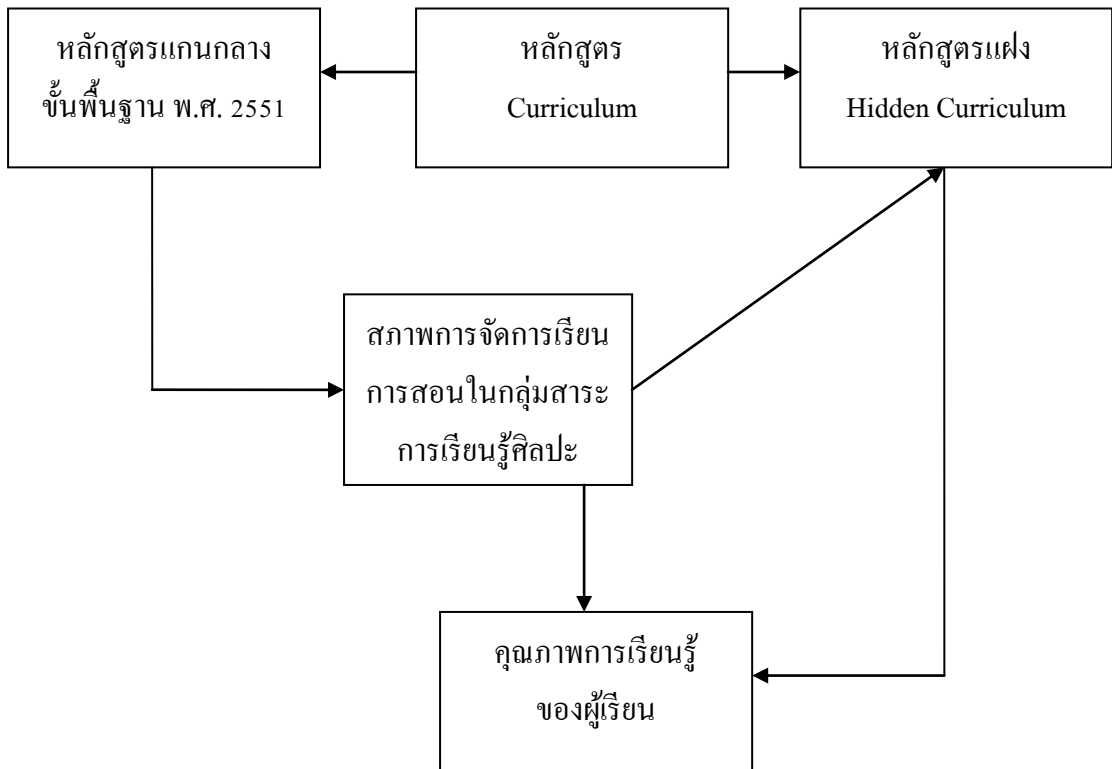 หลักสูตรแกนกลาง
ขั้นพื้นฐาน พ.ศ. 2551
หลักสูตร
Curriculum
หลักสูตรแฝง
Hidden Curriculum
สภาพการจัดการเรียน
การสอนในกลุ่มสาระ
การเรียนรู้ศิลปะ
คุณภาพการเรียนรู้
ของผู้เรียน